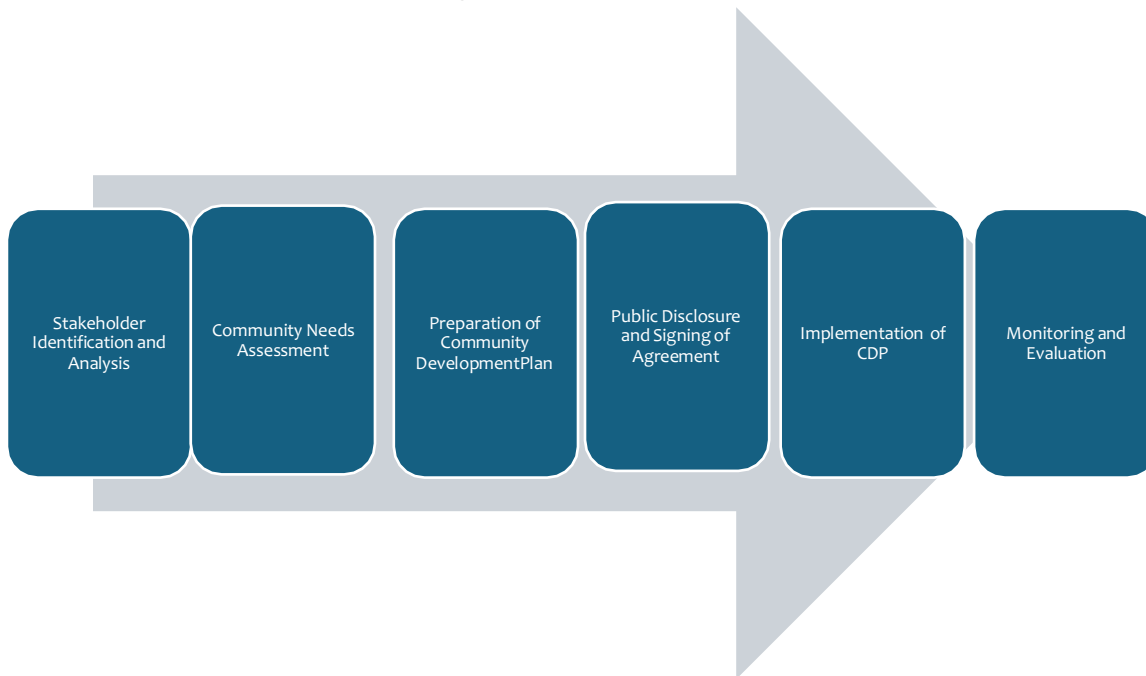 Stakeholder
Identification and
Analysis
Community Needs
Assessment
Preparation of
Community
DevelopmentPlan
Public Disclosure
and Signing of
Agreement
Implementation of
CDP
Monitoring and
Evaluation